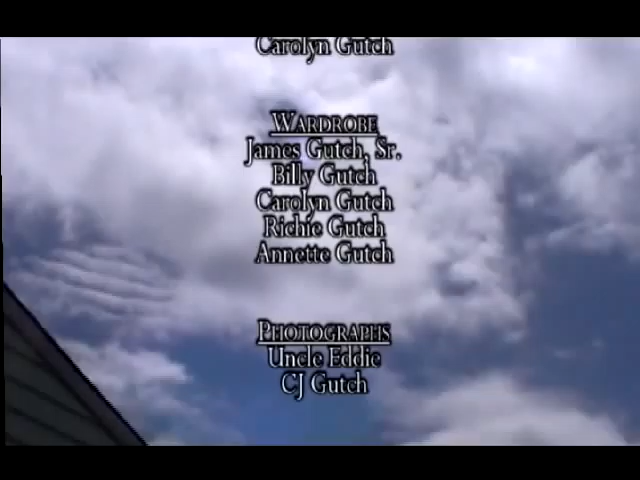 Carolyn Gutch
Wardrobe
James Gutch, Sr.
Billy Gutch
Carolyn Gutch
Richie Gutch
Annette Gutch
Photographs
Uncle Eddie
CJ Gutch